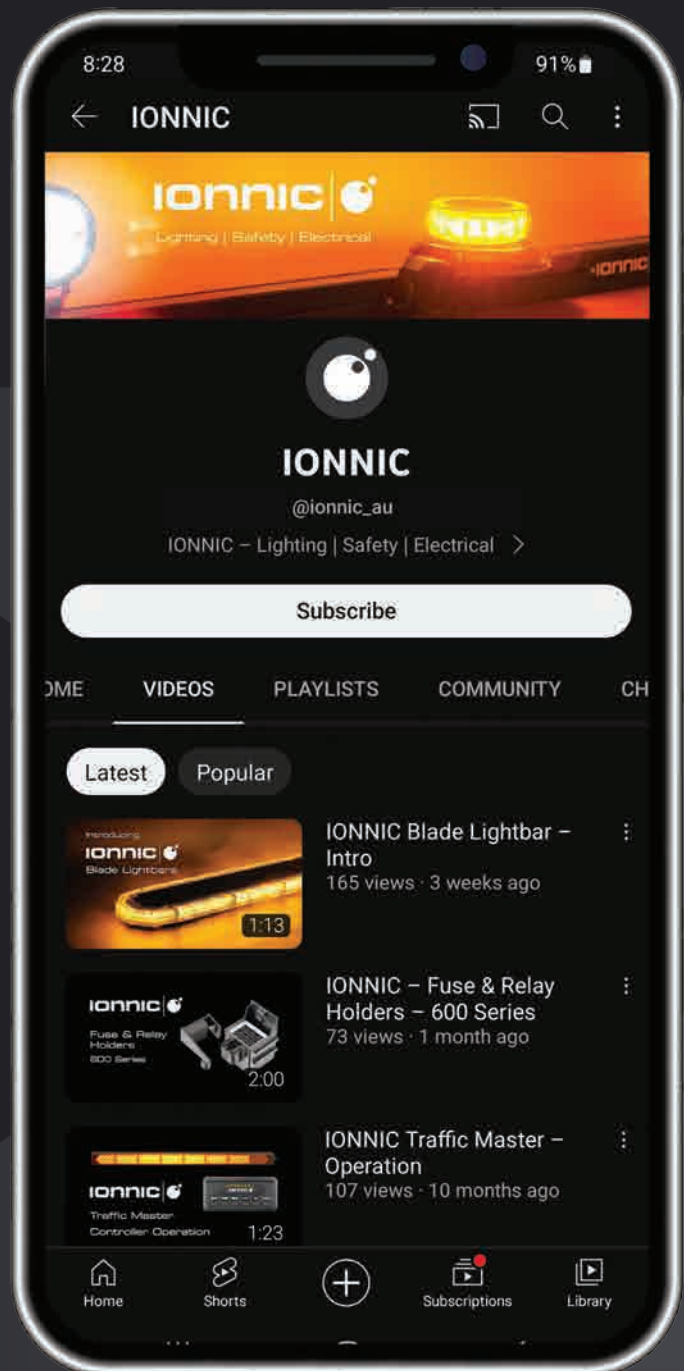 8:28
91%
IONNIC
IONNIC
Lighting | Safety | Electrical
IONNIC
IONNIC
@ionnic_au
IONNIC – Lighting | Safety | Electrical
Subscribe
OME VIDEOS PLAYLISTS COMMUNITY CH
Latest Popular
Introducing
IONNIC
Blade Lightbars
1:13
IONNIC Blade Lightbar –
Intro
165 views · 3 weeks ago
IONNIC
Fuse & Relay
Holders
600 Series
2:00
IONNIC – Fuse & Relay
Holders – 600 Series
73 views · 1 month ago
IONNIC
Traffic Master
Controller Operation
1:23
IONNIC Traffic Master –
Operation
107 views · 10 months ago
Home Shorts Subscriptions Library